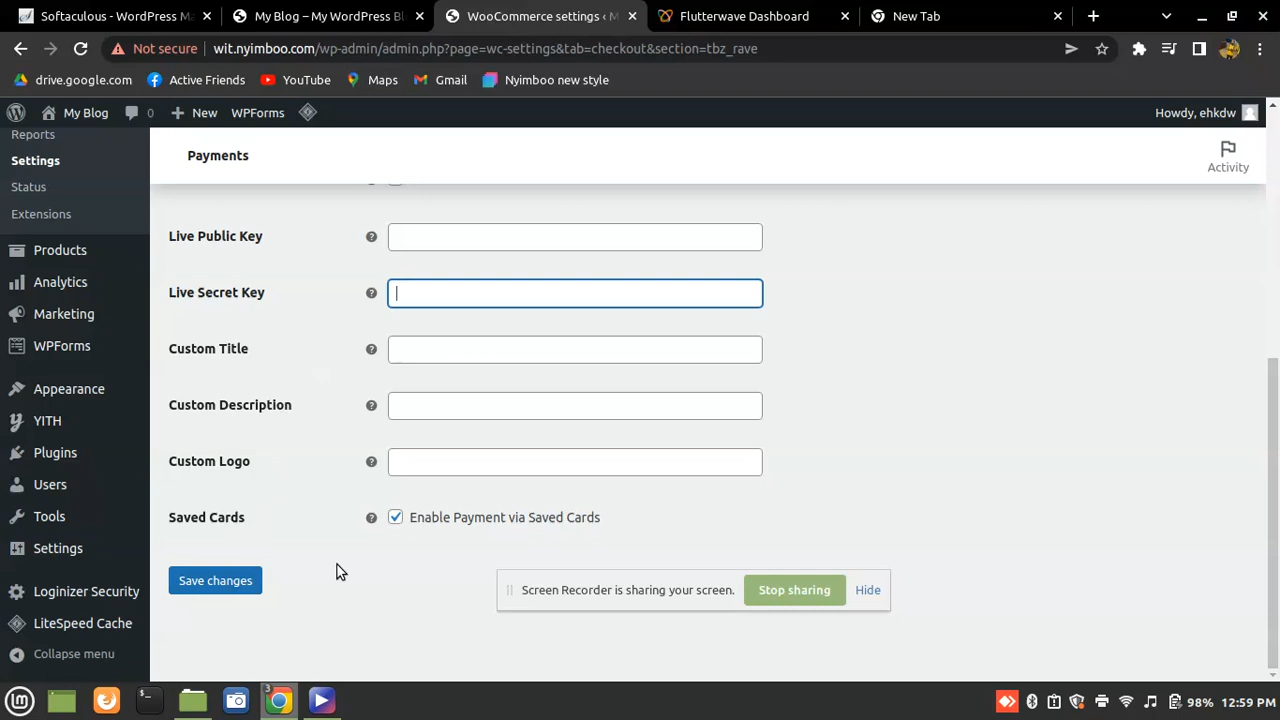 Softaculous - WordPress Ma
My Blog – My WordPress Bl
WooCommerce settings ‹ M
Flutterwave Dashboard
New Tab
Not secure
wit.nyimboo.com/wp-admin/admin.php?page=wc-settings&tab=checkout&section=tbz_rave
drive.google.com
Active Friends
YouTube
Maps
Gmail
Nyimboo new style
My Blog
0
New
WPForms
Howdy, ehkdw
Reports
Settings
Status
Extensions
Products
Analytics
Marketing
WPForms
Appearance
YITH
Plugins
Users
Tools
Settings
Loginizer Security
LiteSpeed Cache
Collapse menu
Payments
Activity
Live Public Key
Live Secret Key
Custom Title
Custom Description
Custom Logo
Saved Cards
Enable Payment via Saved Cards
Save changes
Screen Recorder is sharing your screen.
Stop sharing
Hide
3
98%
12:59 PM